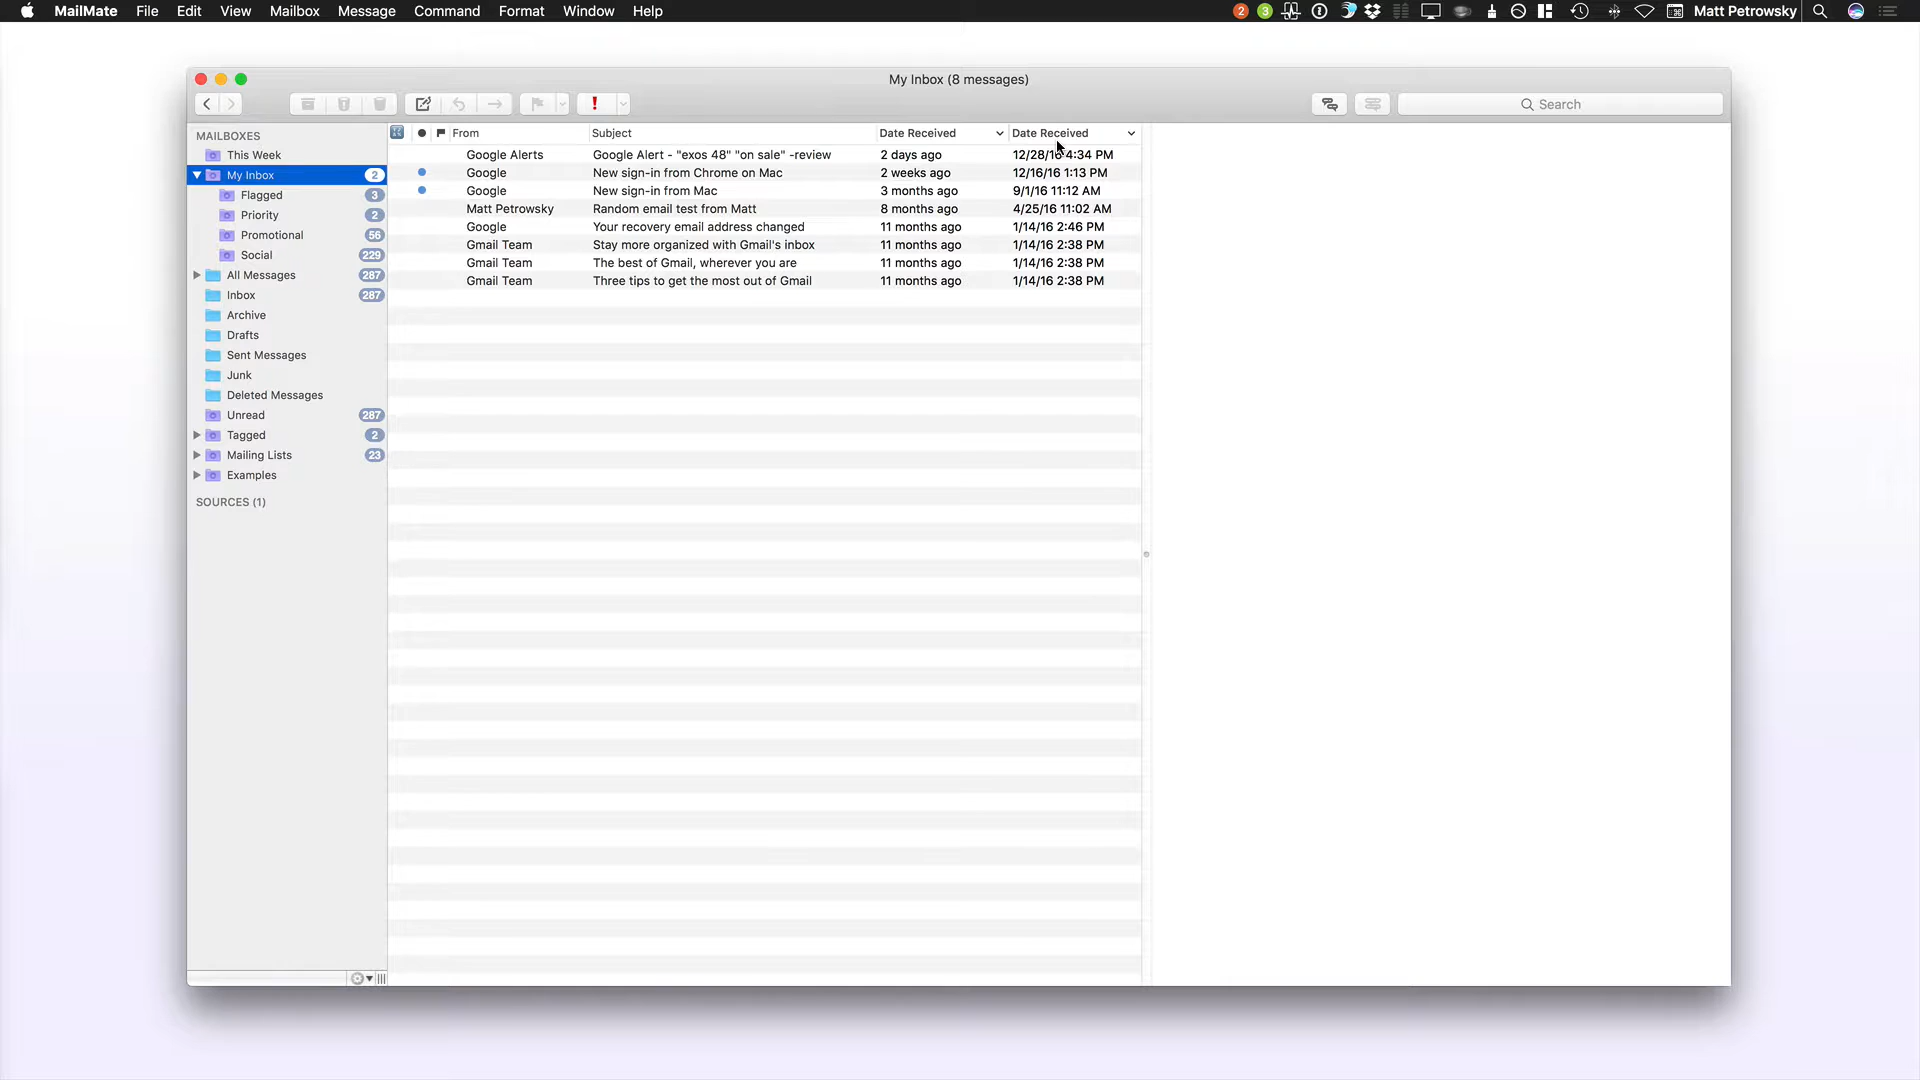 MailMate File Edit View Mailbox Message Command Format Window Help 2 3 Matt Petrowsky
My Inbox (8 messages)
Search
MAILBOXES
This Week
My Inbox 2
Flagged 3
Priority 2
Promotional 56
Social 229
All Messages 287
Inbox 287
Archive
Drafts
Sent Messages
Junk
Deleted Messages
Unread 287
Tagged 2
Mailing Lists 23
Examples
SOURCES (1)
From Subject Date Received Date Received
Google Alerts Google Alert - "exos 48" "on sale" -review 2 days ago 12/28/16 4:34 PM
Google New sign-in from Chrome on Mac 2 weeks ago 12/16/16 1:13 PM
Google New sign-in from Mac 3 months ago 9/1/16 11:12 AM
Matt Petrowsky Random email test from Matt 8 months ago 4/25/16 11:02 AM
Google Your recovery email address changed 11 months ago 1/14/16 2:46 PM
Gmail Team Stay more organized with Gmail's inbox 11 months ago 1/14/16 2:38 PM
Gmail Team The best of Gmail, wherever you are 11 months ago 1/14/16 2:38 PM
Gmail Team Three tips to get the most out of Gmail 11 months ago 1/14/16 2:38 PM